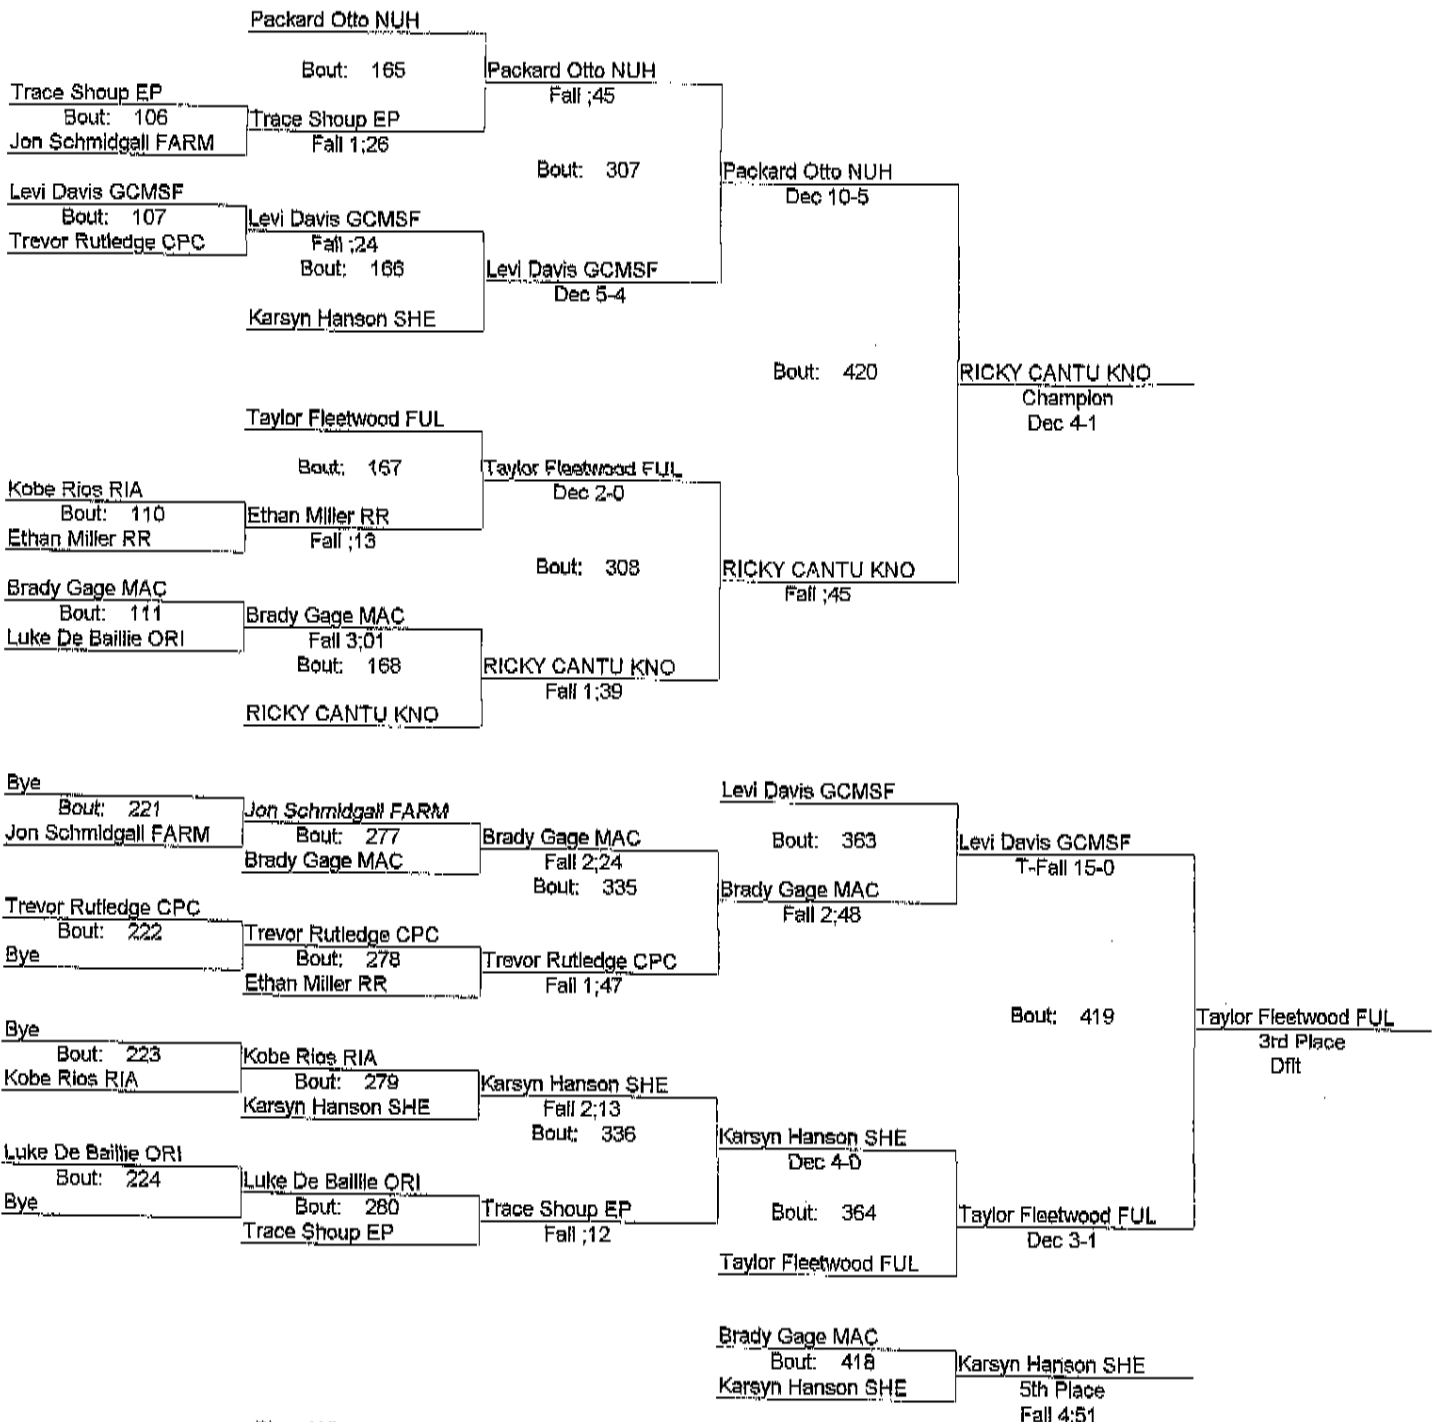 Packard Otto NUH
Bout: 165
Packard Otto NUH
Fall ;45
Trace Shoup EP
Bout: 106
Jon Schmidgall FARM
Trace Shoup EP
Fall 1;26
Bout: 307
Packard Otto NUH
Dec 10-5
Levi Davis GCMSF
Bout: 107
Trevor Rutledge CPC
Levi Davis GCMSF
Fall ;24
Bout: 166
Levi Davis GCMSF
Dec 5-4
Karsyn Hanson SHE
Bout: 420
RICKY CANTU KNO
Champion
Dec 4-1
Taylor Fleetwood FUL
Bout: 167
Taylor Fleetwood FUL
Dec 2-0
Kobe Rios RIA
Bout: 110
Ethan Miller RR
Ethan Miller RR
Fall ;13
Bout: 308
RICKY CANTU KNO
Fall ;45
Brady Gage MAC
Bout: 111
Luke De Baillie ORI
Brady Gage MAC
Fall 3;01
Bout: 168
RICKY CANTU KNO
Fall 1;39
RICKY CANTU KNO
Bye
Bout: 221
Jon Schmidgall FARM
Jon Schmidgall FARM
Bout: 277
Brady Gage MAC
Brady Gage MAC
Fall 2;24
Bout: 335
Levi Davis GCMSF
Bout: 363
Brady Gage MAC
Fall 2;48
Levi Davis GCMSF
T-Fall 15-0
Trevor Rutledge CPC
Bout: 222
Bye
Trevor Rutledge CPC
Bout: 278
Ethan Miller RR
Trevor Rutledge CPC
Fall 1;47
Bout: 419
Taylor Fleetwood FUL
3rd Place
Dflt
Bye
Bout: 223
Kobe Rios RIA
Kobe Rios RIA
Bout: 279
Karsyn Hanson SHE
Karsyn Hanson SHE
Fall 2;13
Bout: 336
Karsyn Hanson SHE
Dec 4-0
Luke De Baillie ORI
Bout: 224
Bye
Luke De Baillie ORI
Bout: 280
Trace Shoup EP
Trace Shoup EP
Fall ;12
Bout: 364
Taylor Fleetwood FUL
Taylor Fleetwood FUL
Dec 3-1
Brady Gage MAC
Bout: 418
Karsyn Hanson SHE
Karsyn Hanson SHE
5th Place
Fall 4:51